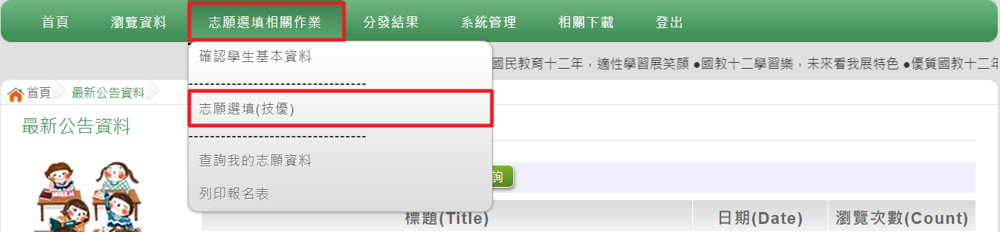 首頁 瀏覽資料 志願選填相關作業 分發結果 系統管理 相關下載 登出
確認學生基本資料
國民教育十二年，適性學習展笑顏 ●國教十二學習樂，未來看我展特色 ●優質國教十二年
------------------------------
首頁 最新公告資料
志願選填(技優)
最新公告資料
------------------------------
查詢我的志願資料
詢
列印報名表
標題(Title) 日期(Date) 瀏覽次數(Count)